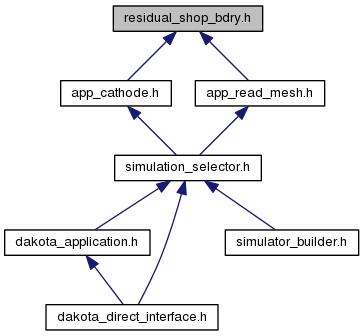 residual_shop_bdry.h
app_cathode.h
app_read_mesh.h
simulation_selector.h
dakota_application.h
simulator_builder.h
dakota_direct_interface.h